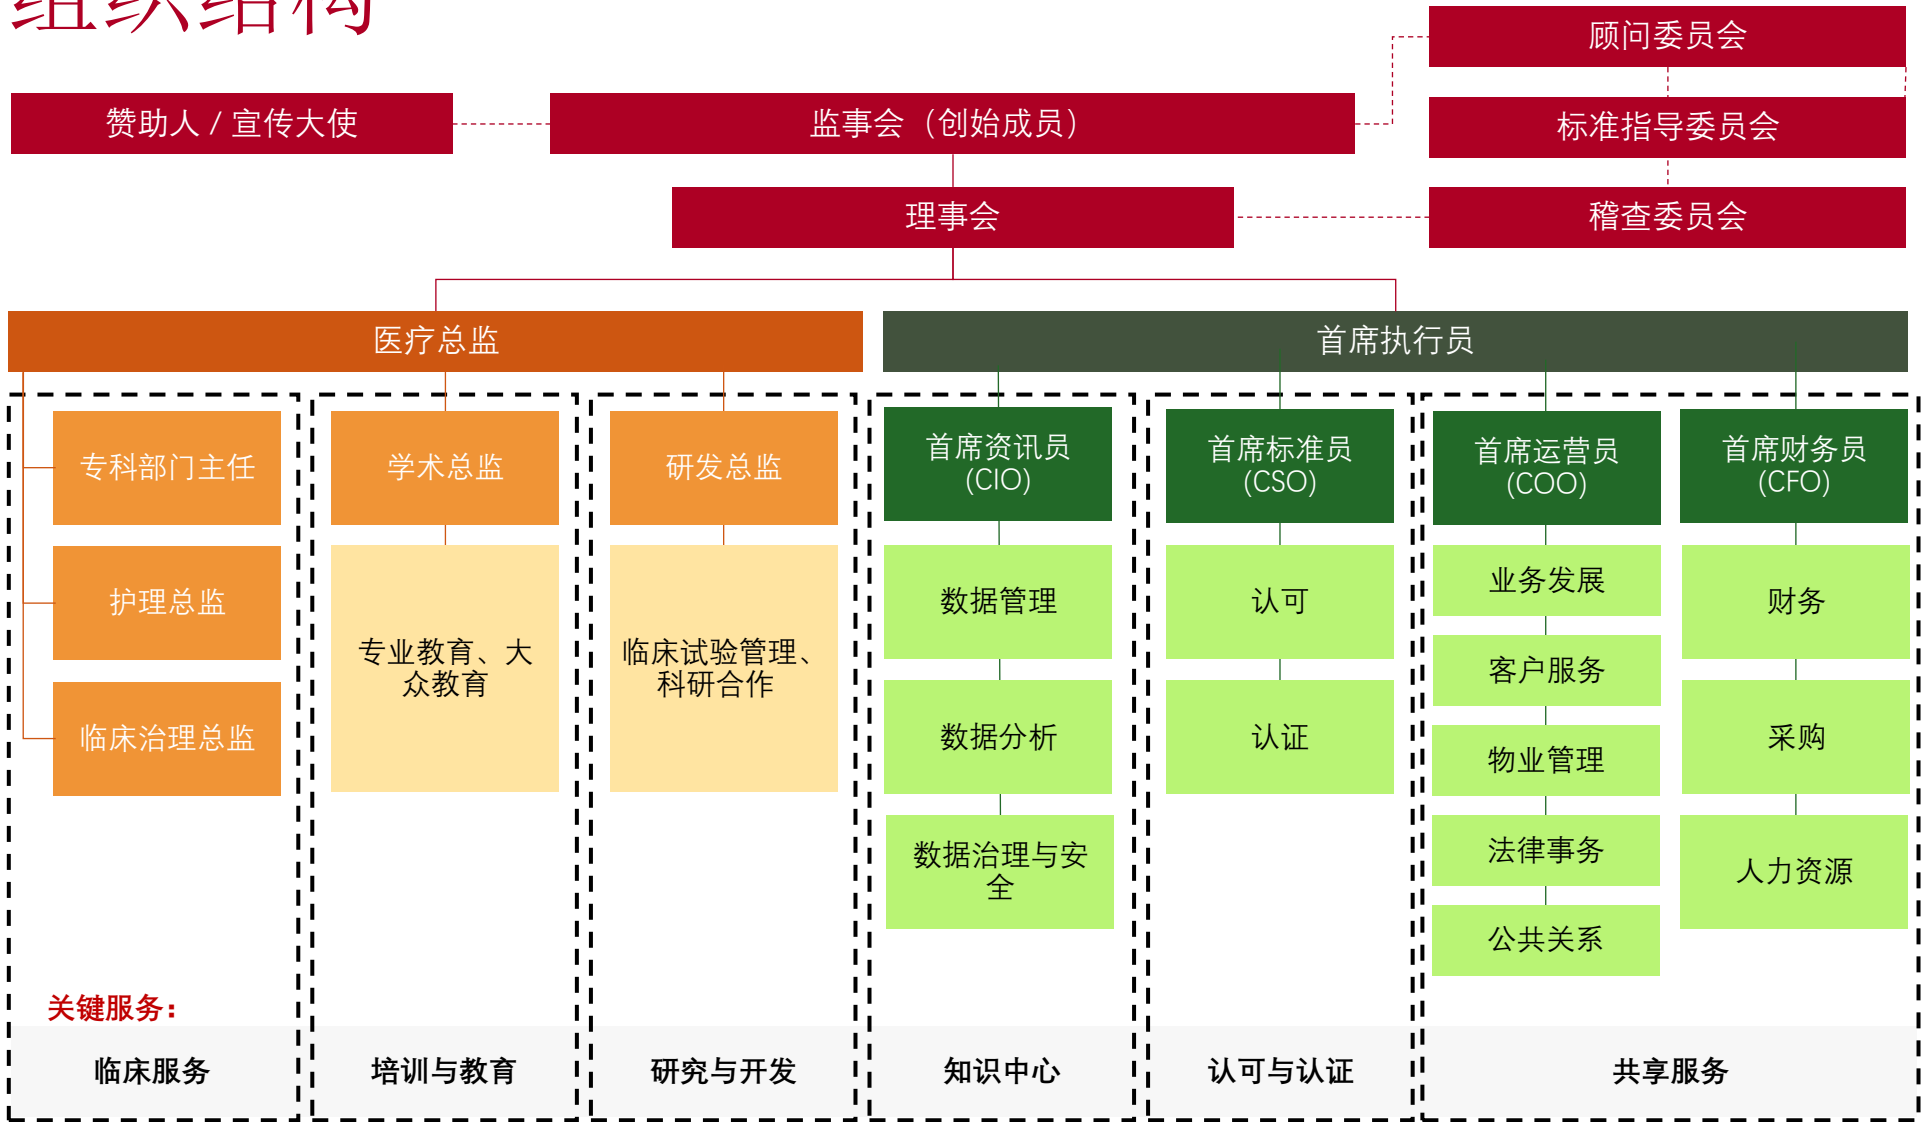 组织结构
顾问委员会
赞助人 / 宣传大使
监事会（创始成员）
标准指导委员会
理事会
稽查委员会
医疗总监
首席执行员
专科部门主任
护理总监
临床治理总监
学术总监
专业教育、大
众教育
研发总监
临床试验管理、
科研合作
首席资讯员
(CIO)
数据管理
数据分析
数据治理与安
全
首席标准员
(CSO)
认可
认证
首席运营员
(COO)
业务发展
客户服务
物业管理
法律事务
公共关系
首席财务员
(CFO)
财务
采购
人力资源
关键服务：
临床服务
培训与教育
研究与开发
知识中心
认可与认证
共享服务